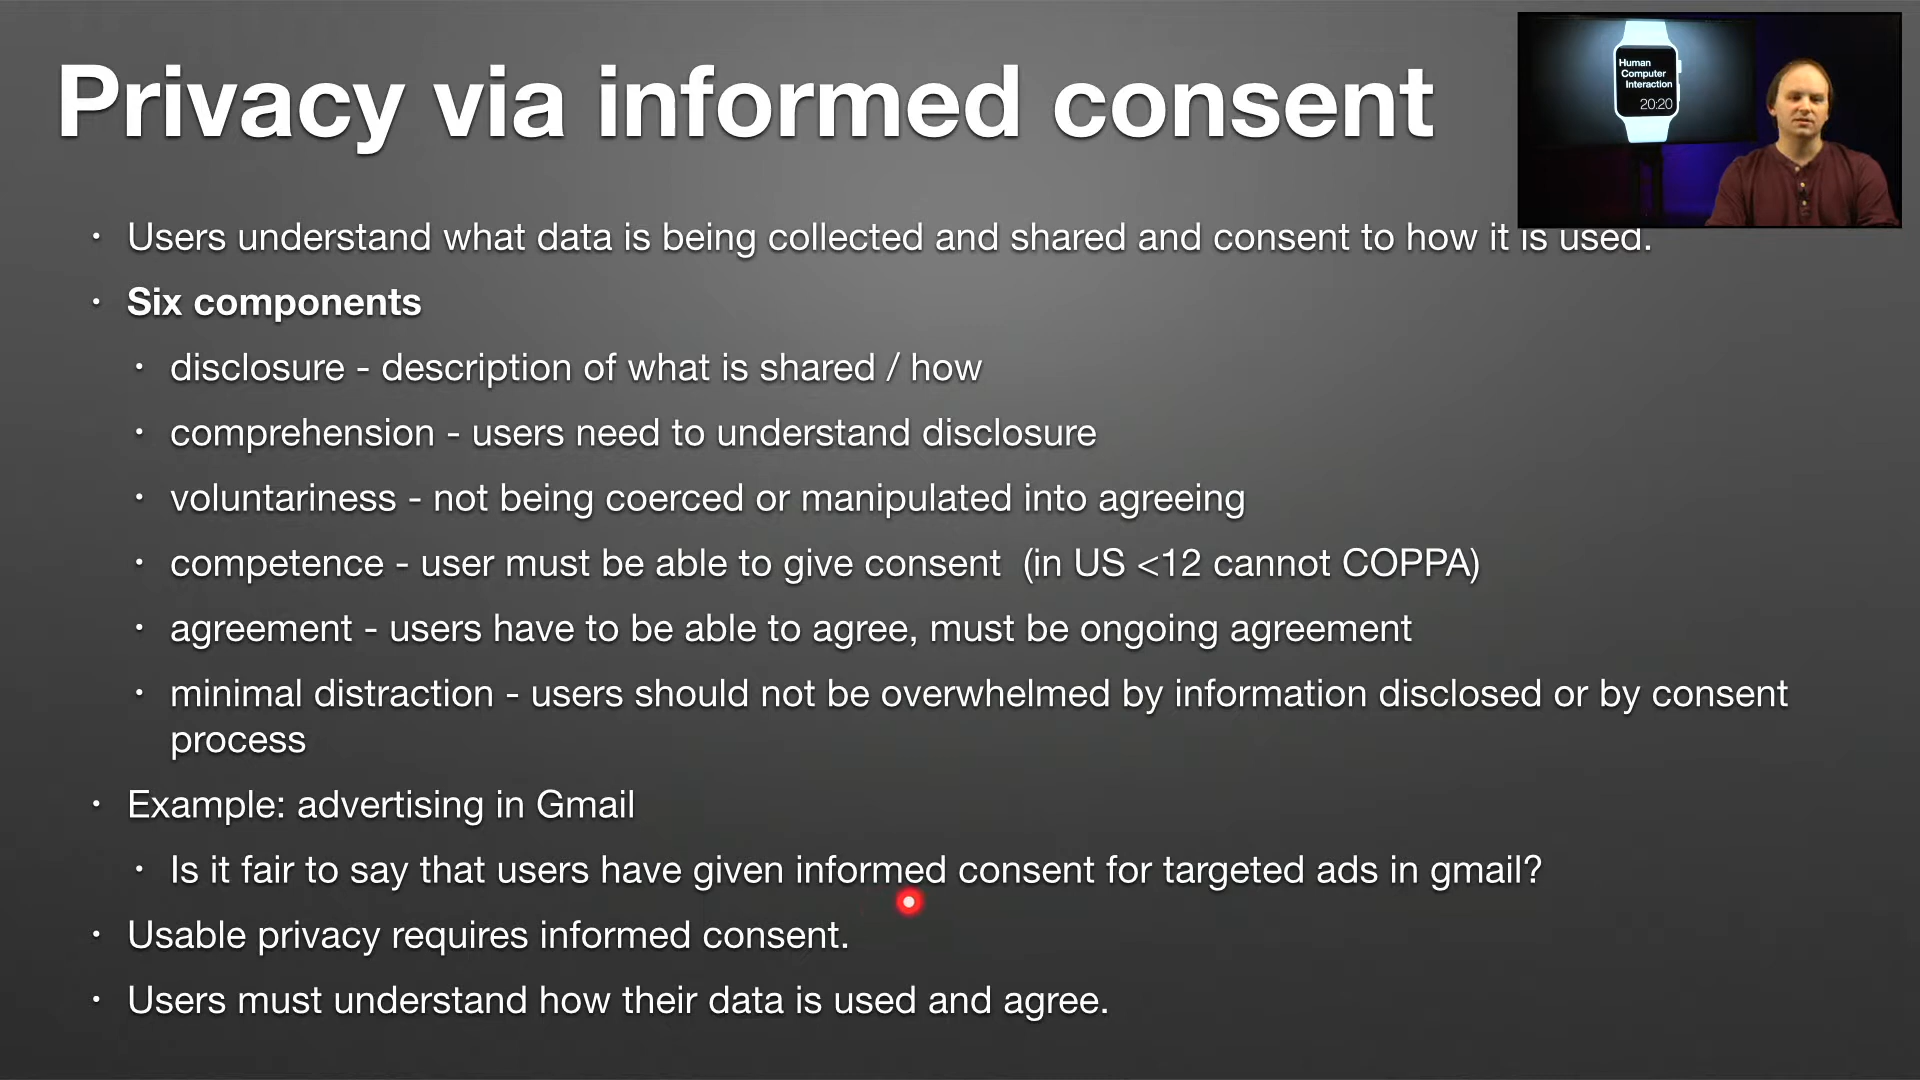 Privacy via informed consent
Human
Computer
Interaction
20:20
• Users understand what data is being collected and shared and consent to how it is used.
• Six components
• disclosure - description of what is shared / how
• comprehension - users need to understand disclosure
• voluntariness - not being coerced or manipulated into agreeing
• competence - user must be able to give consent  (in US <12 cannot COPPA)
• agreement - users have to be able to agree, must be ongoing agreement
• minimal distraction - users should not be overwhelmed by information disclosed or by consent
process
• Example: advertising in Gmail
• Is it fair to say that users have given informed consent for targeted ads in gmail?
• Usable privacy requires informed consent.
• Users must understand how their data is used and agree.